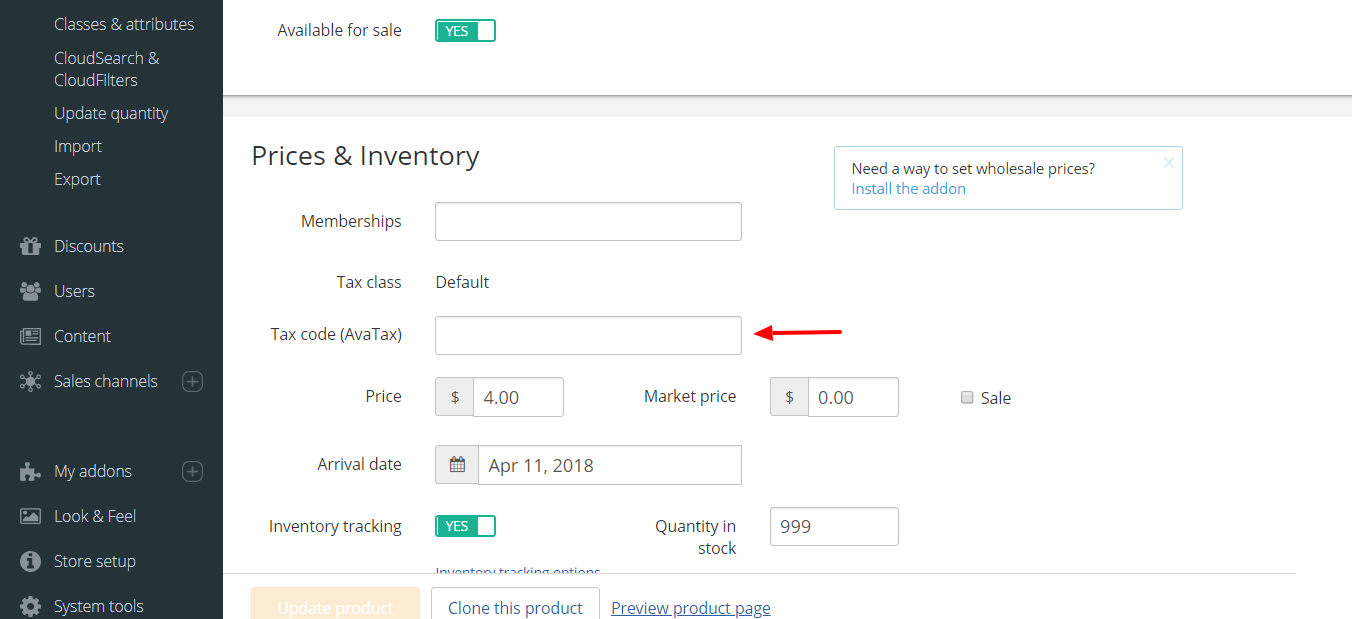 Classes & attributes
CloudSearch &
CloudFilters
Update quantity
Import
Export
Discounts
Users
Content
Sales channels
My addons
Look & Feel
Store setup
System tools
Available for sale YES
Prices & Inventory
Need a way to set wholesale prices?
Install the addon
Memberships
Tax class Default
Tax code (AvaTax)
Price $ 4.00 Market price $ 0.00 Sale
Arrival date Apr 11, 2018
Inventory tracking YES Quantity in
stock 999
Inventory tracking options
Update product Clone this product Preview product page